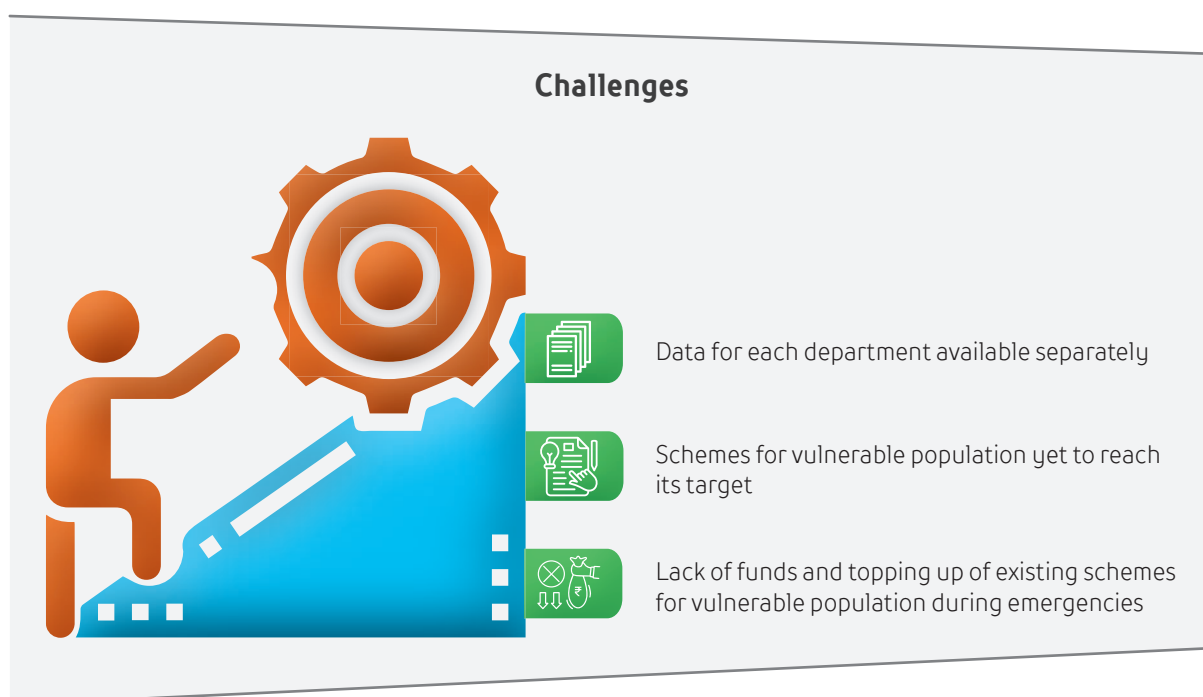 Challenges
Data for each department available separately
Schemes for vulnerable population yet to reach
its target
₹
Lack of funds and topping up of existing schemes
for vulnerable population during emergencies